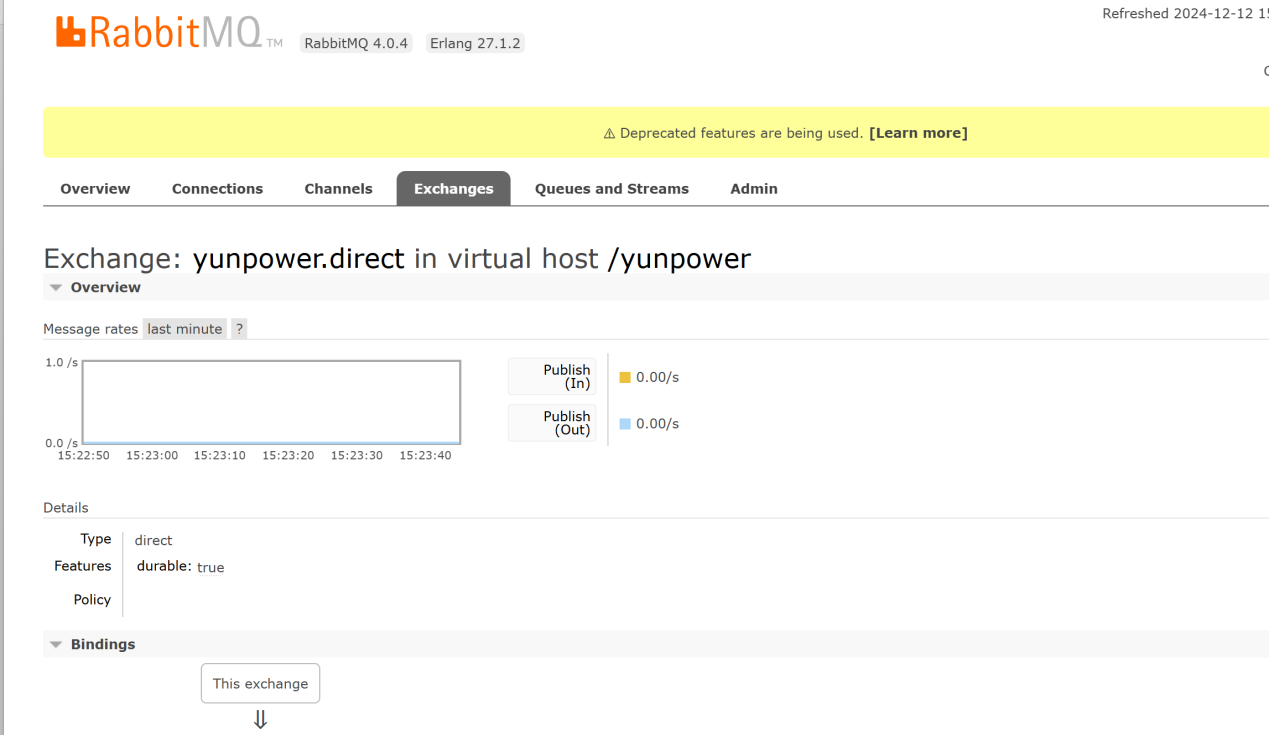 Refreshed 2024-12-12 15
RabbitMQ TM RabbitMQ 4.0.4 Erlang 27.1.2
⚠ Deprecated features are being used. [Learn more]
Overview Connections Channels Exchanges Queues and Streams Admin
Exchange: yunpower.direct in virtual host /yunpower
Overview
Message rates last minute ?
1.0 /s
0.0 /s
15:22:50 15:23:00 15:23:10 15:23:20 15:23:30 15:23:40
Publish
(In)
0.00/s
Publish
(Out)
0.00/s
Details
Type direct
Features durable: true
Policy
Bindings
This exchange
⇓